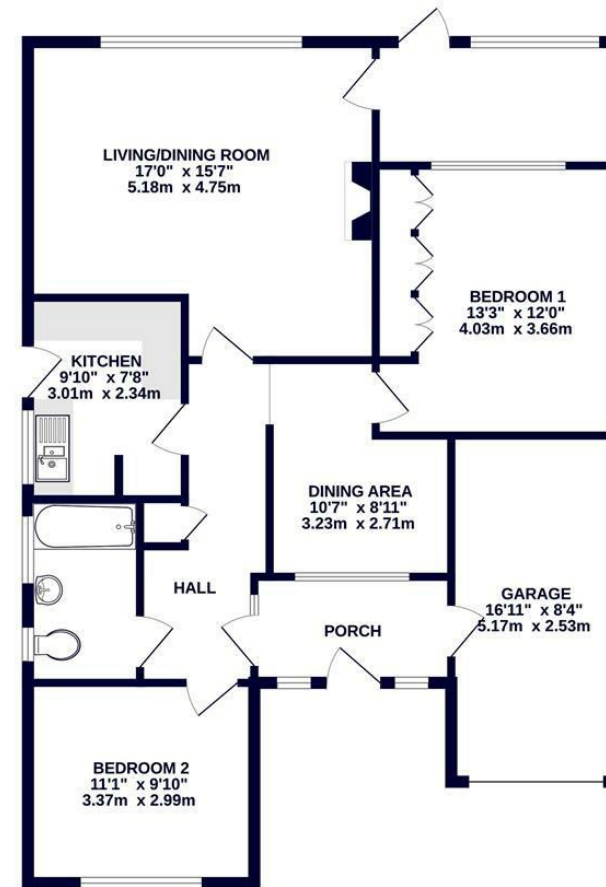 LIVING/DINING ROOM
17'0" x 15'7"
5.18m x 4.75m
BEDROOM 1
13'3" x 12'0"
4.03m x 3.66m
KITCHEN
9'10" x 7'8"
3.01m x 2.34m
DINING AREA
10'7" x 8'11"
3.23m x 2.71m
HALL
PORCH
GARAGE
16'11" x 8'4"
5.17m x 2.53m
BEDROOM 2
11'1" x 9'10"
3.37m x 2.99m